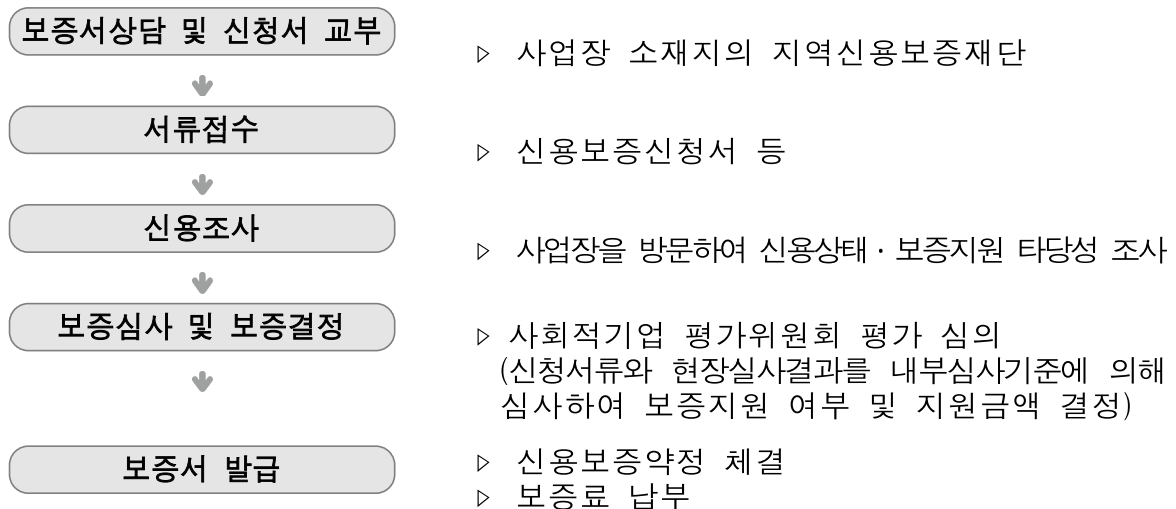 보증서상담 및 신청서 교부
▷ 사업장 소재지의 지역신용보증재단
서류접수
▷ 신용보증신청서 등
신용조사
▷ 사업장을 방문하여 신용상태 · 보증지원 타당성 조사
보증심사 및 보증결정
▷ 사회적기업 평가위원회 평가 심의
(신청서류와 현장실사결과를 내부심사기준에 의해
심사하여 보증지원 여부 및 지원금액 결정)
보증서 발급
▷ 신용보증약정 체결
▷ 보증료 납부